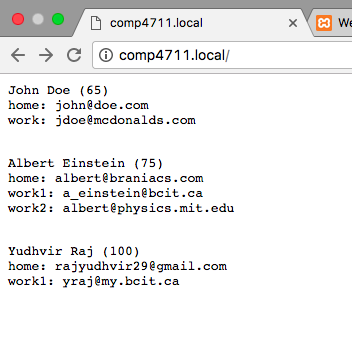 comp4711.local
We
comp4711.local/
John Doe (65)
home: john@doe.com
work: jdoe@mcdonalds.com
Albert Einstein (75)
home: albert@braniacs.com
work1: a_einstein@bcit.ca
work2: albert@physics.mit.edu
Yudhvir Raj (100)
home: rajyudhvir29@gmail.com
work1: yraj@my.bcit.ca